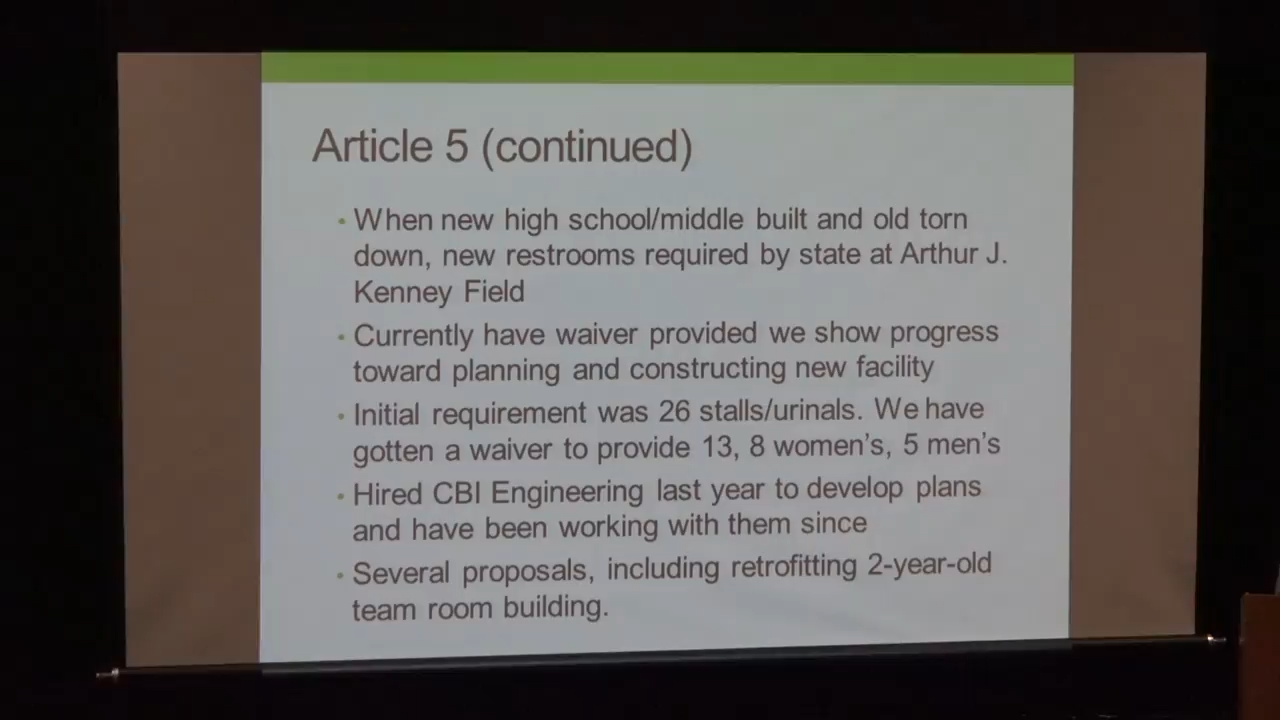 Article 5 (continued)
• When new high school/middle built and old torn
down, new restrooms required by state at Arthur J.
Kenney Field
• Currently have waiver provided we show progress
toward planning and constructing new facility
• Initial requirement was 26 stalls/urinals. We have
gotten a waiver to provide 13, 8 women's, 5 men's
• Hired CBI Engineering last year to develop plans
and have been working with them since
• Several proposals, including retrofitting 2-year-old
team room building.